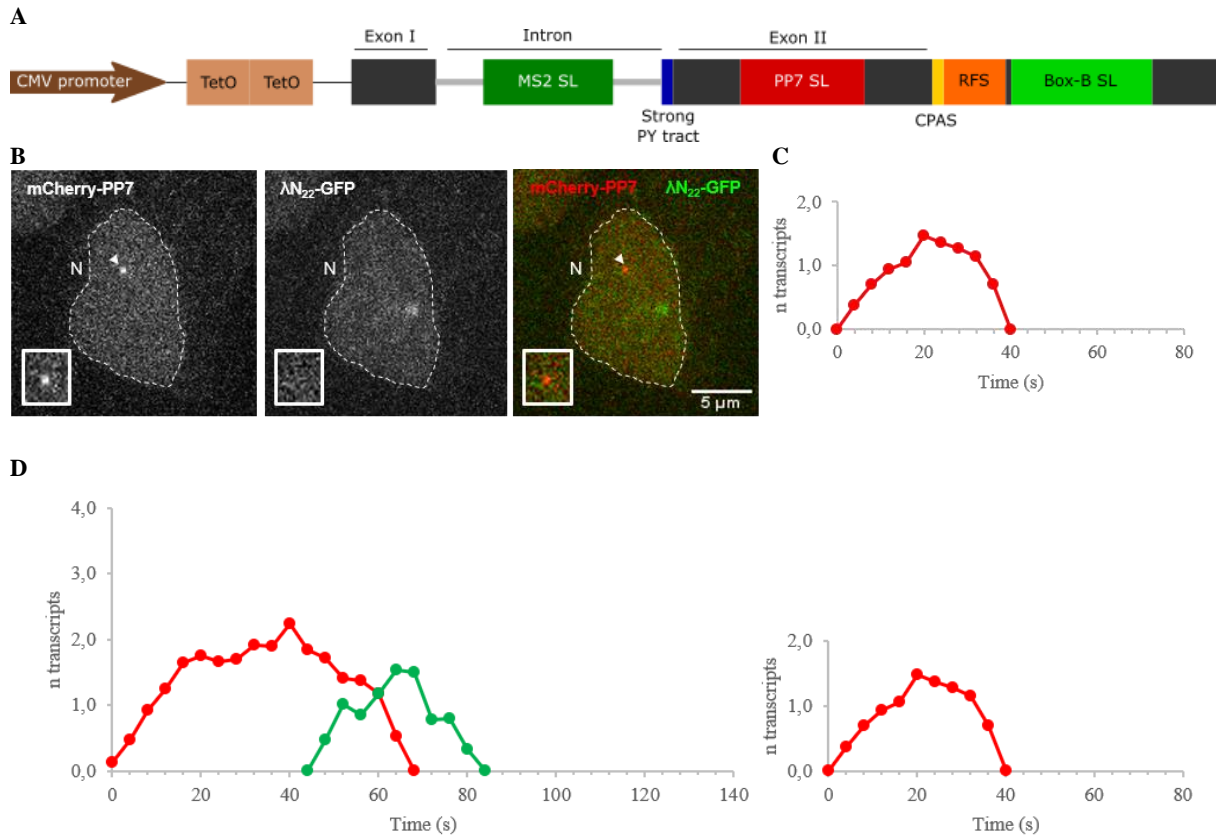 A
Exon I
Intron
Exon II
CMV promoter
TetO
TetO
MS2 SL
PP7 SL
RFS
Box-B SL
Strong
PY tract
CPAS
B
mCherry-PP7
N
λN22-GFP
N
mCherry-PP7 λN22-GFP
N
5 µm
C
n transcripts
2,0
1,0
0,0
0 20 40 60 80
Time (s)
D
n transcripts
4,0
3,0
2,0
1,0
0,0
0 20 40 60 80 100 120 140
Time (s)
n transcripts
2,0
1,0
0,0
0 20 40 60 80
Time (s)